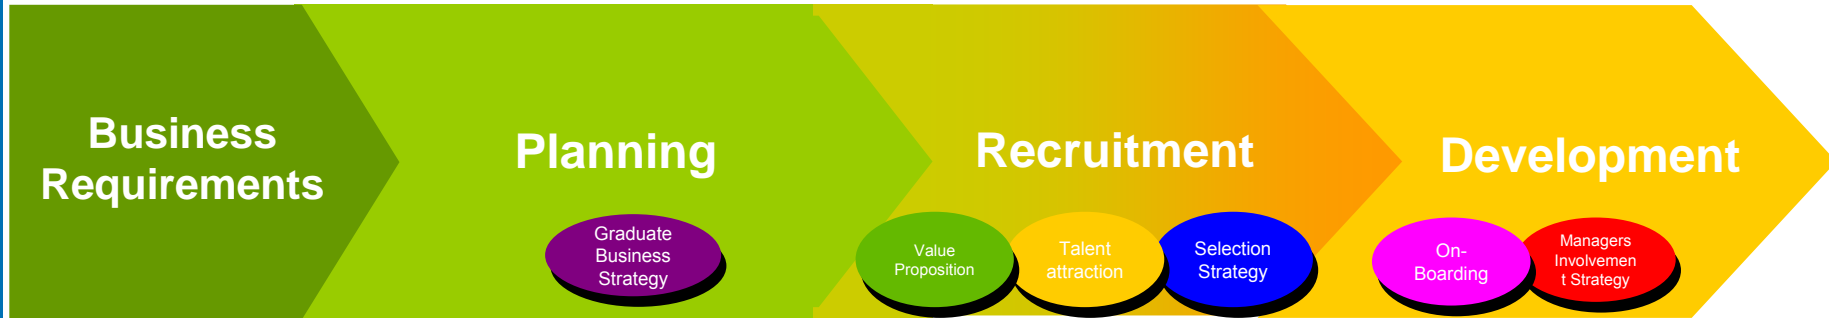 Business
Requirements
Planning
Recruitment
Development
Graduate
Business
Strategy
Value
Proposition
Talent
attraction
Selection
Strategy
On-
Boarding
Managers
Involvemen
t Strategy